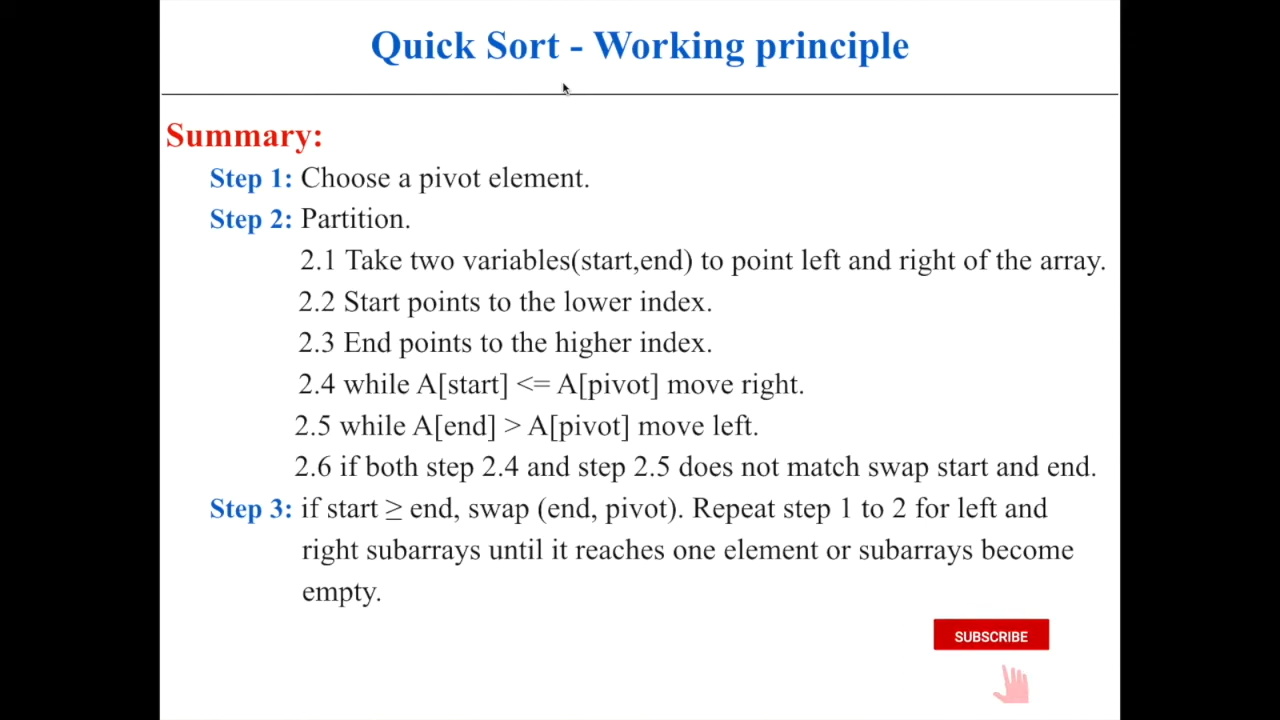 Quick Sort - Working principle
Summary:
Step 1: Choose a pivot element.
Step 2: Partition.
2.1 Take two variables(start,end) to point left and right of the array.
2.2 Start points to the lower index.
2.3 End points to the higher index.
2.4 while A[start] <= A[pivot] move right.
2.5 while A[end] > A[pivot] move left.
2.6 if both step 2.4 and step 2.5 does not match swap start and end.
Step 3: if start ≥ end, swap (end, pivot). Repeat step 1 to 2 for left and
right subarrays until it reaches one element or subarrays become
empty.
SUBSCRIBE